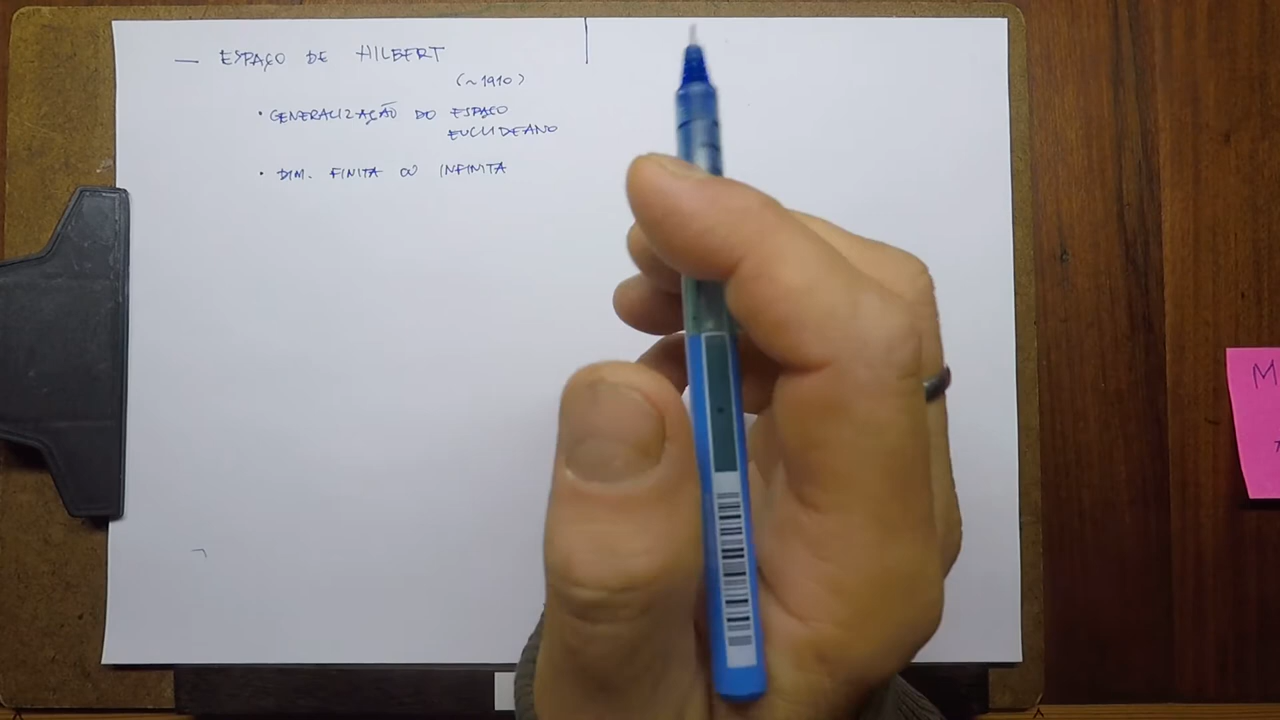 — ESPAÇO DE HILBERT
(~1910)
• GENERALIZAÇÃO DO ESPAÇO
EUCLIDEANO
• DIM. FINITA OU INFINITA
M